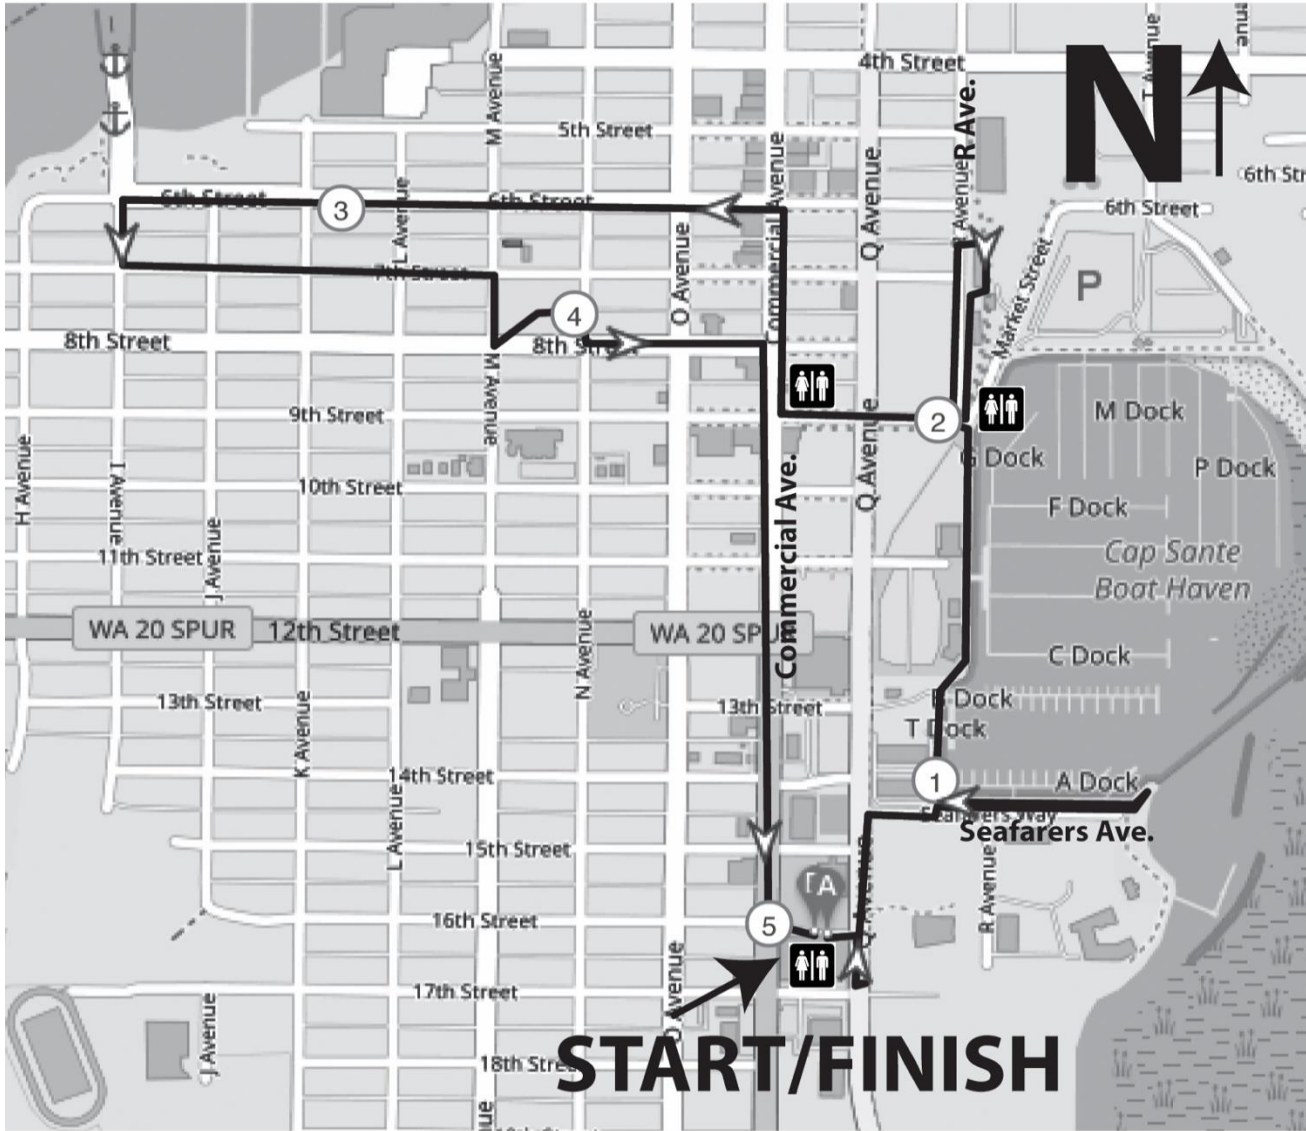 4th Street
M Avenue
R Ave.
N
5th Street
6th Street
3
6th Street
6th Street
L Avenue
Commercial Avenue
Q Avenue
Avenue
Market Street
P
7th Street
O Avenue
4
8th Street
8th Street
M Avenue
9th Street
2
M Dock
G Dock
P Dock
H Avenue
I Avenue
10th Street
Q Avenue
F Dock
J Avenue
11th Street
Commercial Ave.
Cap Sante
Boat Haven
WA 20 SPUR
12th Street
WA 20 SPUR
N Avenue
C Dock
K Avenue
13th Street
13th Street
B Dock
T Dock
14th Street
1
A Dock
Seafarers Way
Seafarers Ave.
L Avenue
15th Street
A
16th Street
5
Q Avenue
R Avenue
O Avenue
17th Street
J Avenue
START/FINISH
18th Street